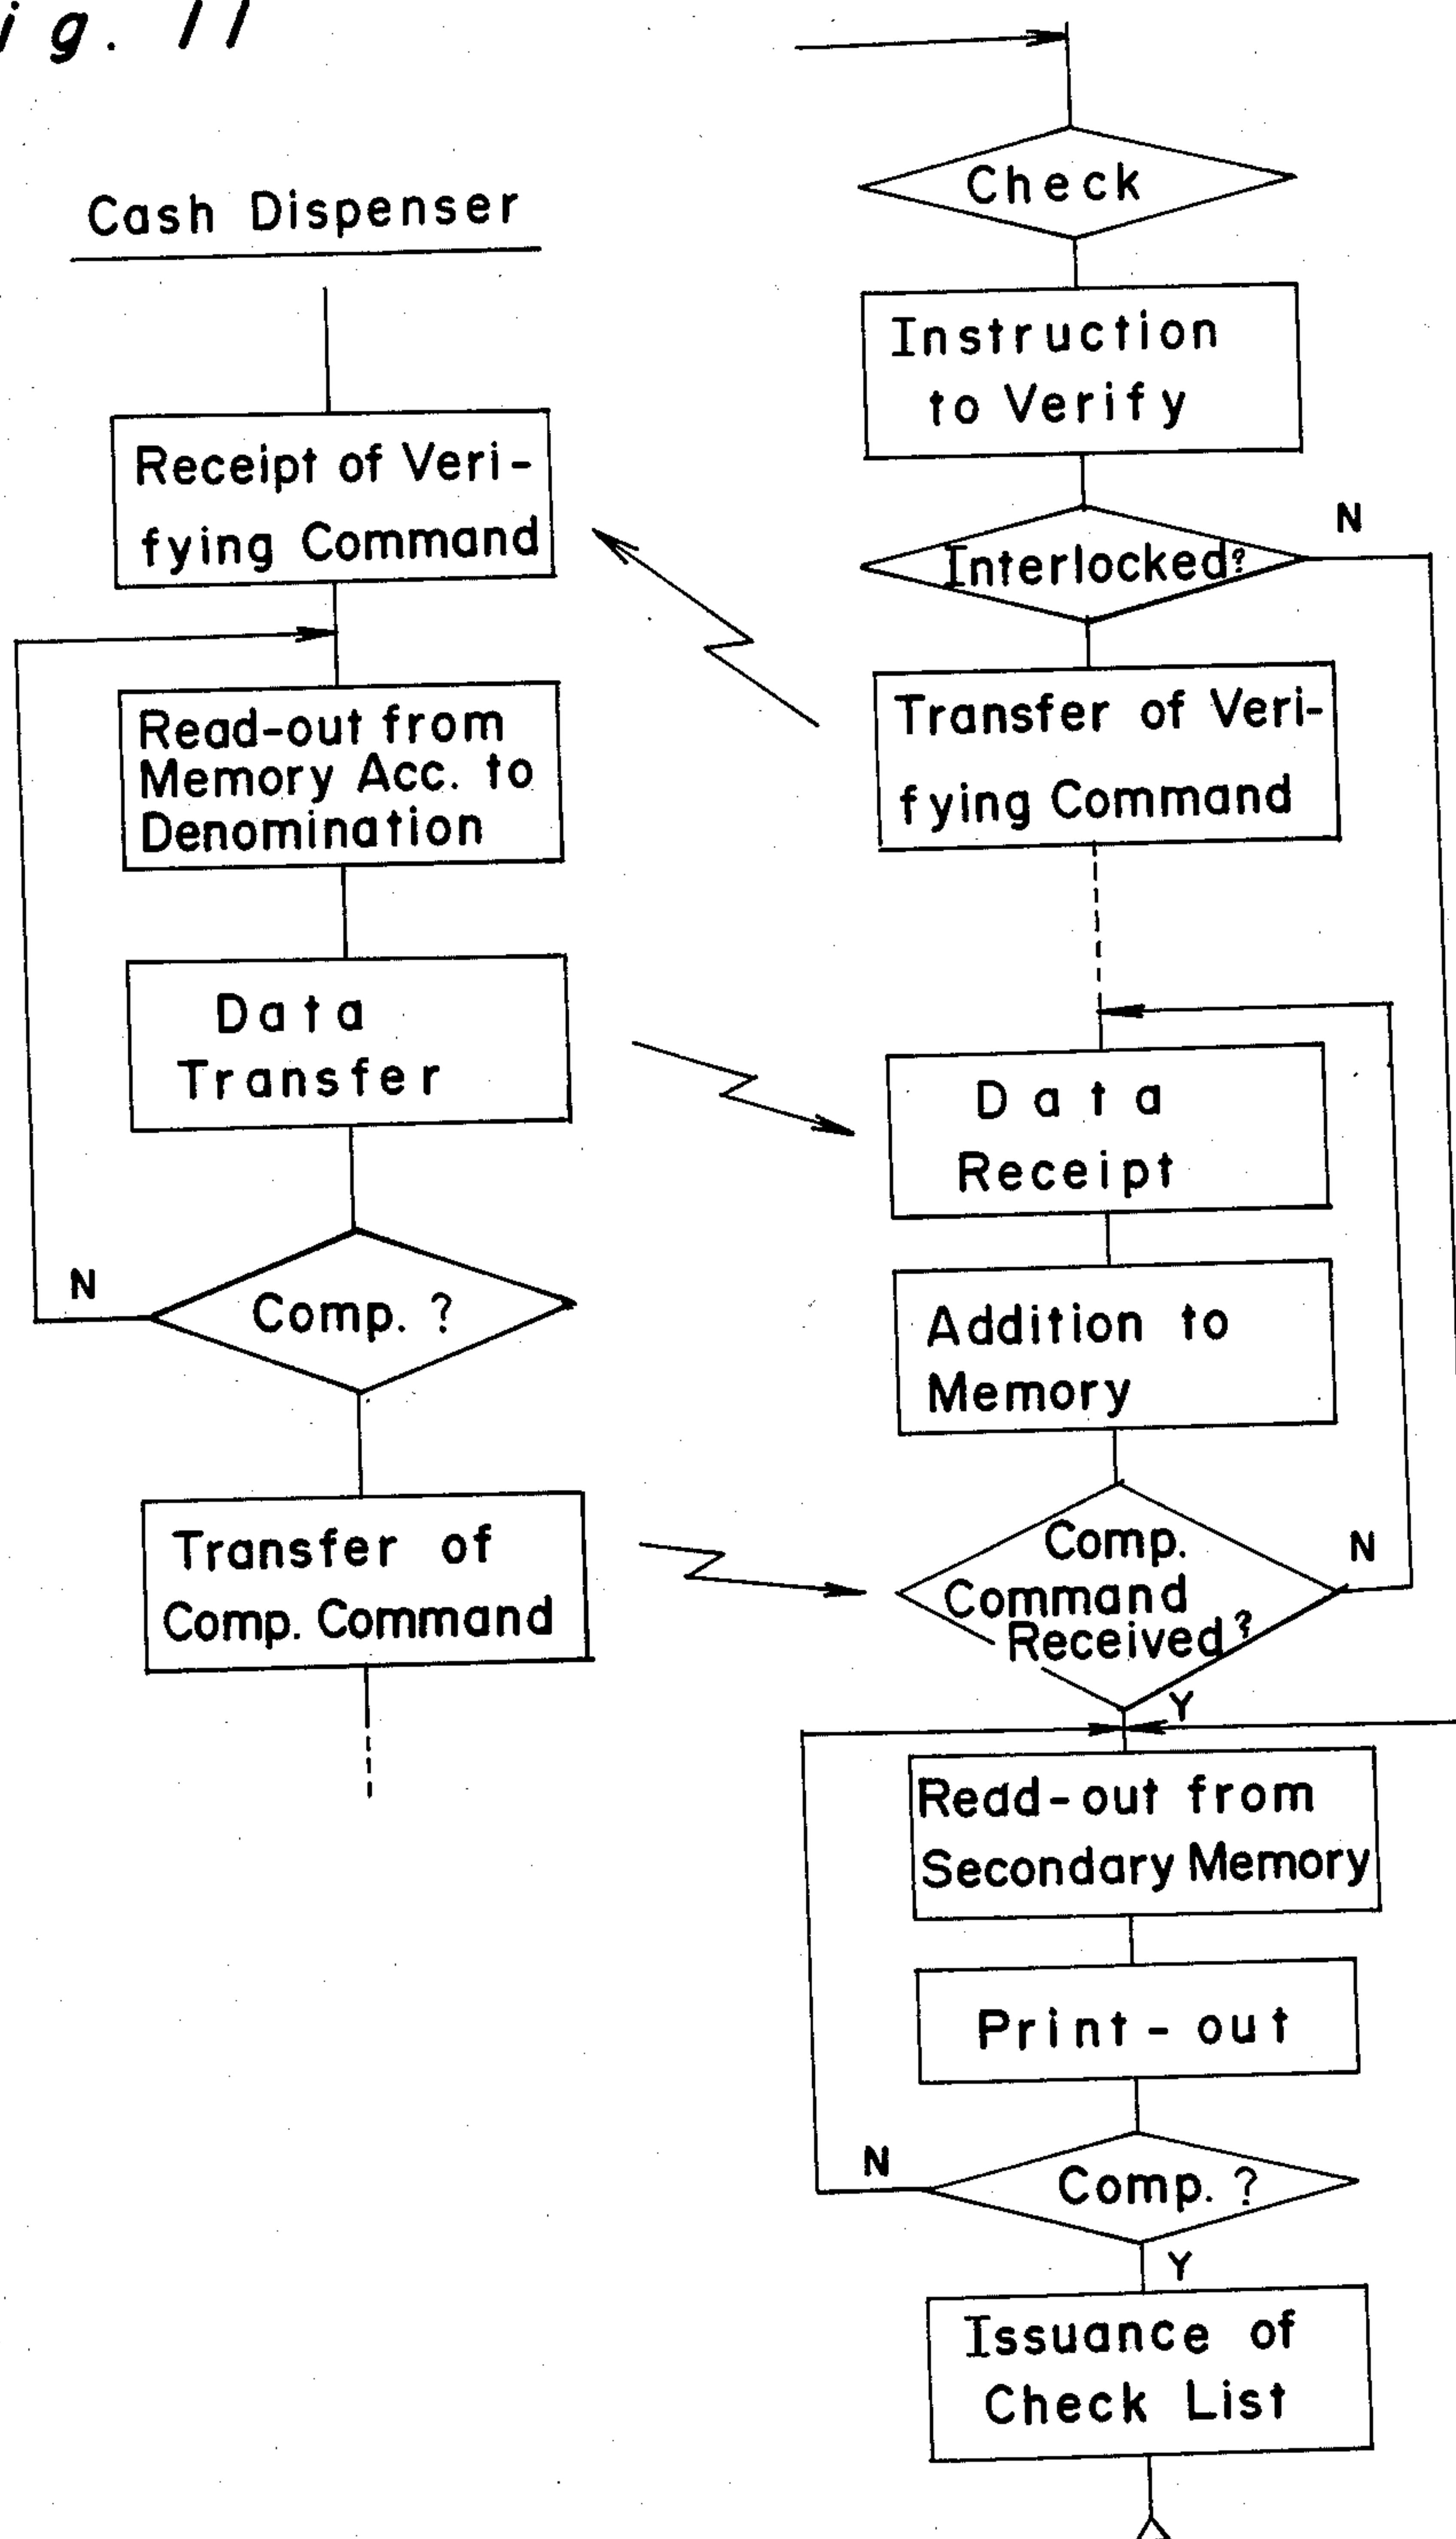 ig. 11
Cash Dispenser
Receipt of Veri-
fying Command
Read-out from
Memory Acc. to
Denomination
Data
Transfer
N
Comp. ?
Transfer of
Comp. Command
Check
Instruction
to Verify
N
Interlocked?
Transfer of Veri-
fying Command
Data
Receipt
Addition to
Memory
Comp.
Command
Received?
N
Y
Read-out from
Secondary Memory
Print-out
N
Comp. ?
Y
Issuance of
Check List